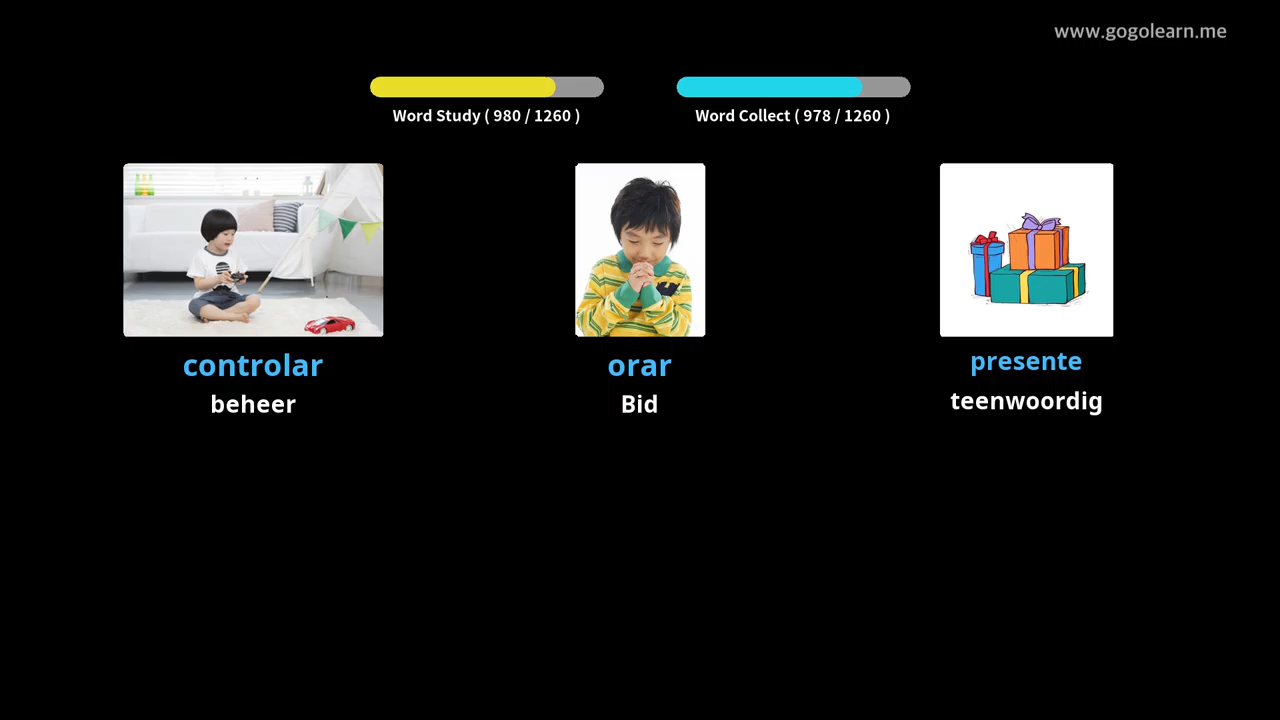 www.gogolearn.me
Word Study ( 980 / 1260 )
Word Collect ( 978 / 1260 )
controlar
beheer
orar
Bid
presente
teenwoordig